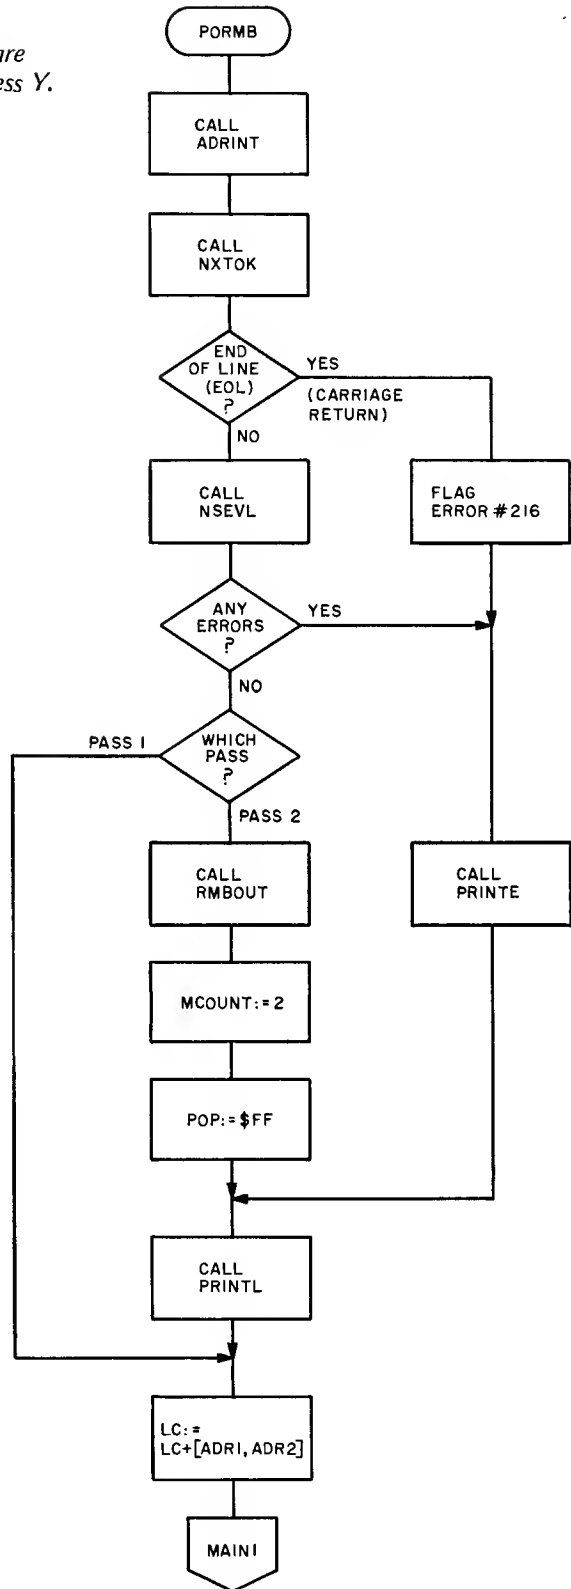 are
ess Y.
PORMB
CALL
ADRINT
CALL
NXTOK
END
OF LINE
(EOL)
?
YES
(CARRIAGE
RETURN)
NO
CALL
NSEVL
FLAG
ERROR #216
ANY
ERRORS
?
YES
NO
PASS 1
WHICH
PASS
?
PASS 2
CALL
RMBOUT
CALL
PRINTE
MCOUNT:=2
POP:=$FF
CALL
PRINTL
LC:=
LC+[ADR1, ADR2]
MAIN1